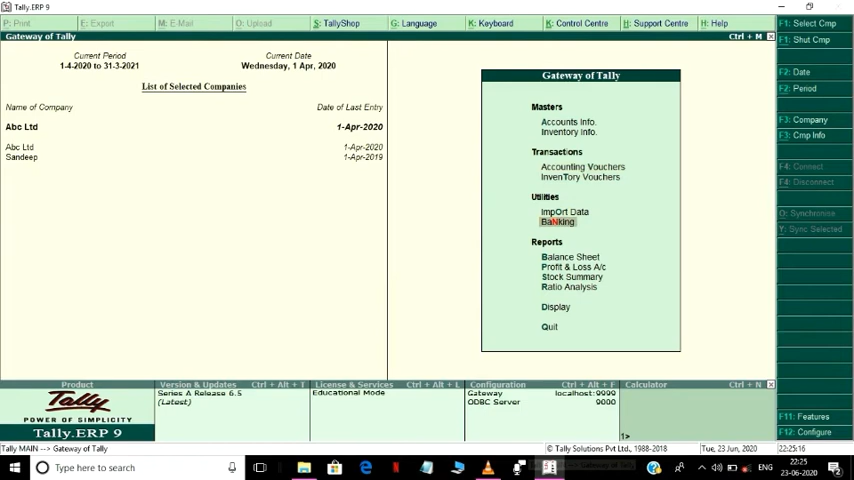 Tally.ERP 9
P: Print E: Export M: E-Mail O: Upload S: TallyShop G: Language K: Keyboard K: Control Centre H: Support Centre H: Help
F1: Select Cmp
Gateway of Tally Ctrl + M
F1: Shut Cmp
Current Period Current Date
1-4-2020 to 31-3-2021 Wednesday, 1 Apr, 2020
List of Selected Companies
Name of Company Date of Last Entry
Abc Ltd 1-Apr-2020
Abc Ltd 1-Apr-2020
Sandeep 1-Apr-2019
Gateway of Tally
Masters
Accounts Info.
Inventory Info.
Transactions
Accounting Vouchers
InvenTory Vouchers
Utilities
ImpOrt Data
BaNking
Reports
Balance Sheet
Profit & Loss A/c
Stock Summary
Ratio Analysis
Display
Quit
F2: Date
F2: Period
F3: Company
F3: Cmp Info
F4: Connect
F4: Disconnect
O: Synchronise
Y: Sync Selected
F11: Features
F12: Configure
Product Version & Updates Ctrl + Alt + T License & Services Ctrl + Alt + L Configuration Ctrl + Alt + F Calculator Ctrl + N
Series A Release 6.5 Educational Mode Gateway localhost:9999
(Latest) ODBC Server 9000
Tally
POWER OF SIMPLICITY
Tally.ERP 9
1>
Tally MAIN --> Gateway of Tally © Tally Solutions Pvt Ltd., 1988-2018 Tue, 23 Jun, 2020 22:25:16
Type here to search
ENG
22:25
23-06-2020
2